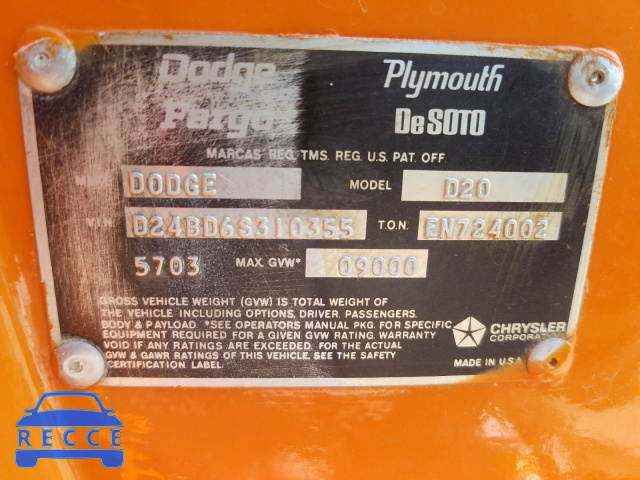 Dodge Plymouth
Fargo De SOTO
MARCAS REG. TMS. REG. U.S. PAT. OFF.
DODGE MODEL D20
VIN D24BD6S310355 T.O.N. EN724002
5703 MAX. GVW* 09000
GROSS VEHICLE WEIGHT (GVW) IS TOTAL WEIGHT OF
THE VEHICLE INCLUDING OPTIONS, DRIVER, PASSENGERS,
BODY & PAYLOAD. *SEE OPERATORS MANUAL PKG. FOR SPECIFIC
EQUIPMENT REQUIRED FOR A GIVEN GVW RATING. WARRANTY
VOID IF ANY RATINGS ARE EXCEEDED. FOR THE ACTUAL
GVW & GAWR RATINGS OF THIS VEHICLE, SEE THE SAFETY
CERTIFICATION LABEL.
CHRYSLER
CORPORATION
MADE IN U.S.A.
RECCE